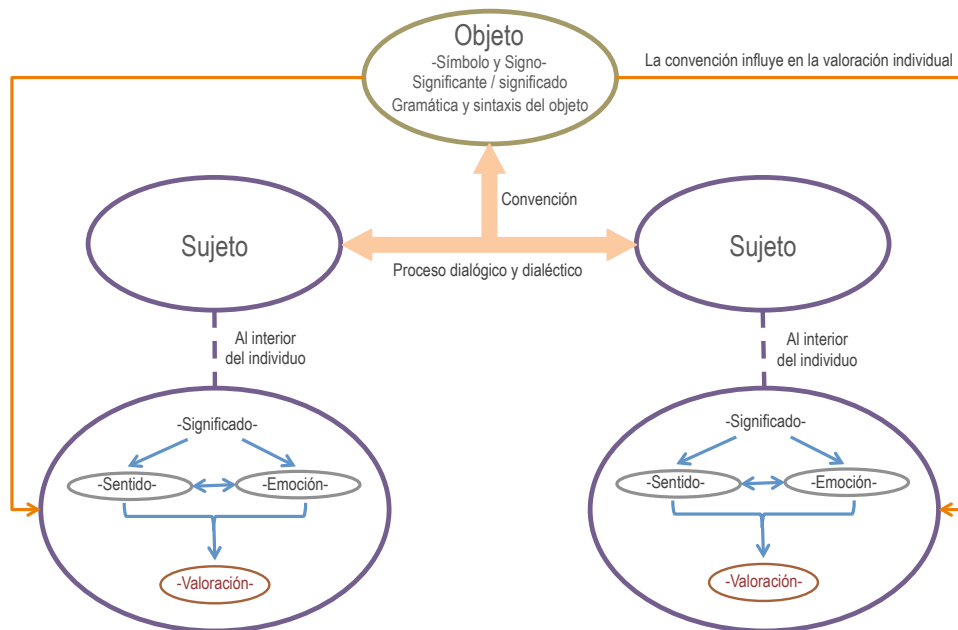 Objeto
-Símbolo y Signo-
Significante / significado
Gramática y sintaxis del objeto
La convención influye en la valoración individual
Convención
Sujeto
Sujeto
Proceso dialógico y dialéctico
Al interior
del individuo
Al interior
del individuo
-Significado-
-Sentido-
-Emoción-
-Valoración-
-Significado-
-Sentido-
-Emoción-
-Valoración-